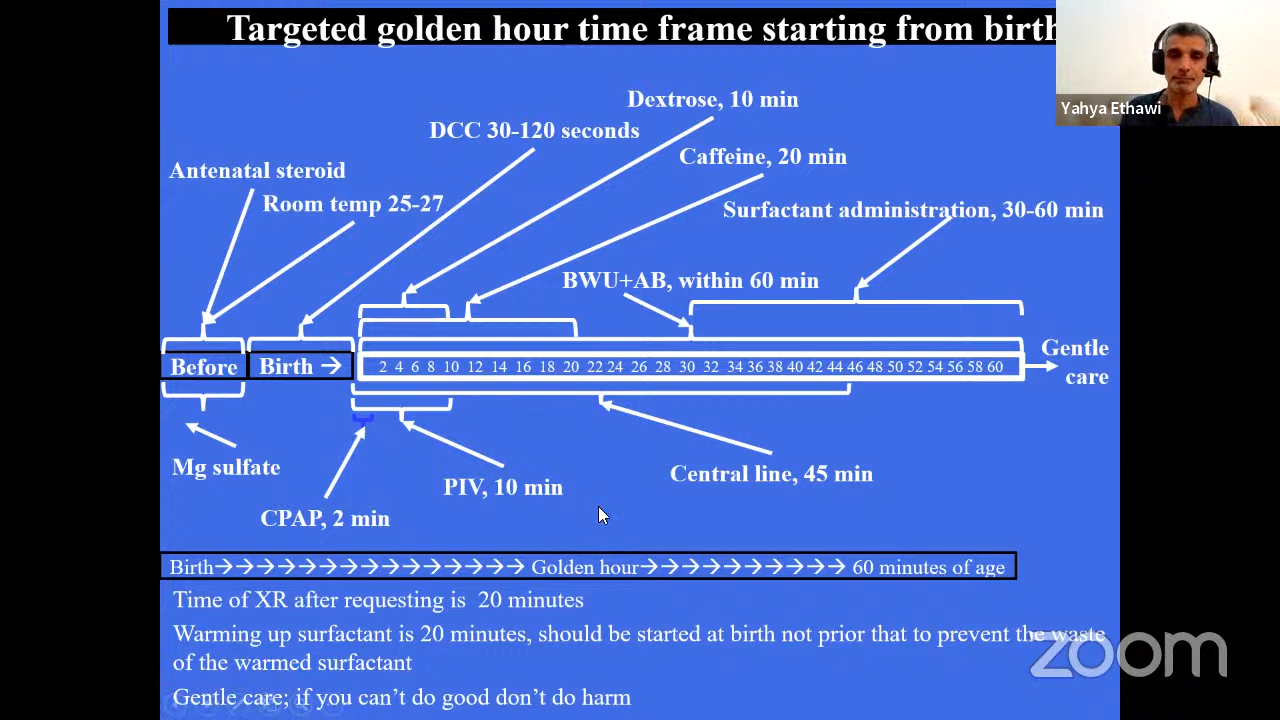 Targeted golden hour time frame starting from birth
Yahya Ethawi
Dextrose, 10 min
DCC 30-120 seconds
Caffeine, 20 min
Antenatal steroid
Room temp 25-27
Surfactant administration, 30-60 min
BWU+AB, within 60 min
Before
Birth →
2 4 6 8 10 12 14 16 18 20 22 24 26 28 30 32 34 36 38 40 42 44 46 48 50 52 54 56 58 60
Gentle
care
Mg sulfate
Central line, 45 min
PIV, 10 min
CPAP, 2 min
Birth→→→→→→→→→→→→→→→ Golden hour→→→→→→→→→→ 60 minutes of age
Time of XR after requesting is 20 minutes
Warming up surfactant is 20 minutes, should be started at birth not prior that to prevent the waste
of the warmed surfactant
zoom
Gentle care; if you can’t do good don’t do harm